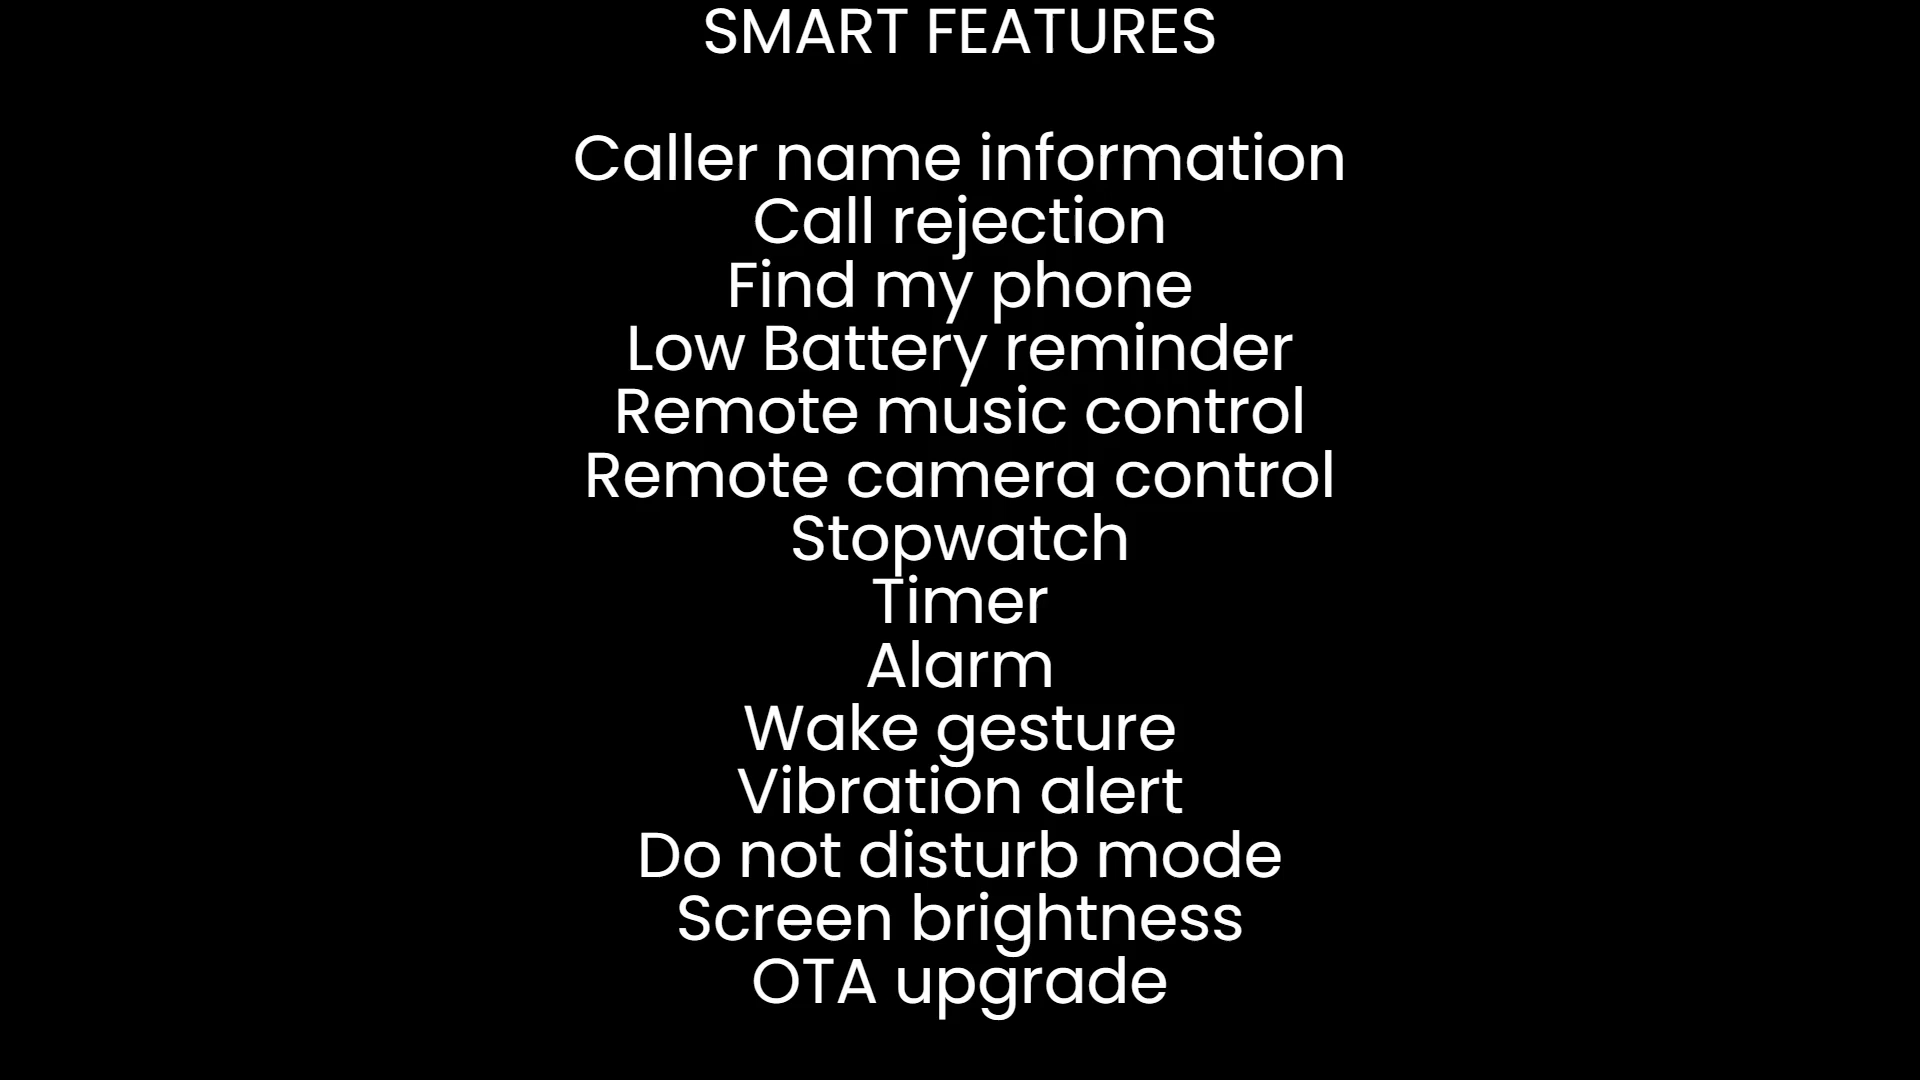 SMART FEATURES
Caller name information
Call rejection
Find my phone
Low Battery reminder
Remote music control
Remote camera control
Stopwatch
Timer
Alarm
Wake gesture
Vibration alert
Do not disturb mode
Screen brightness
OTA upgrade